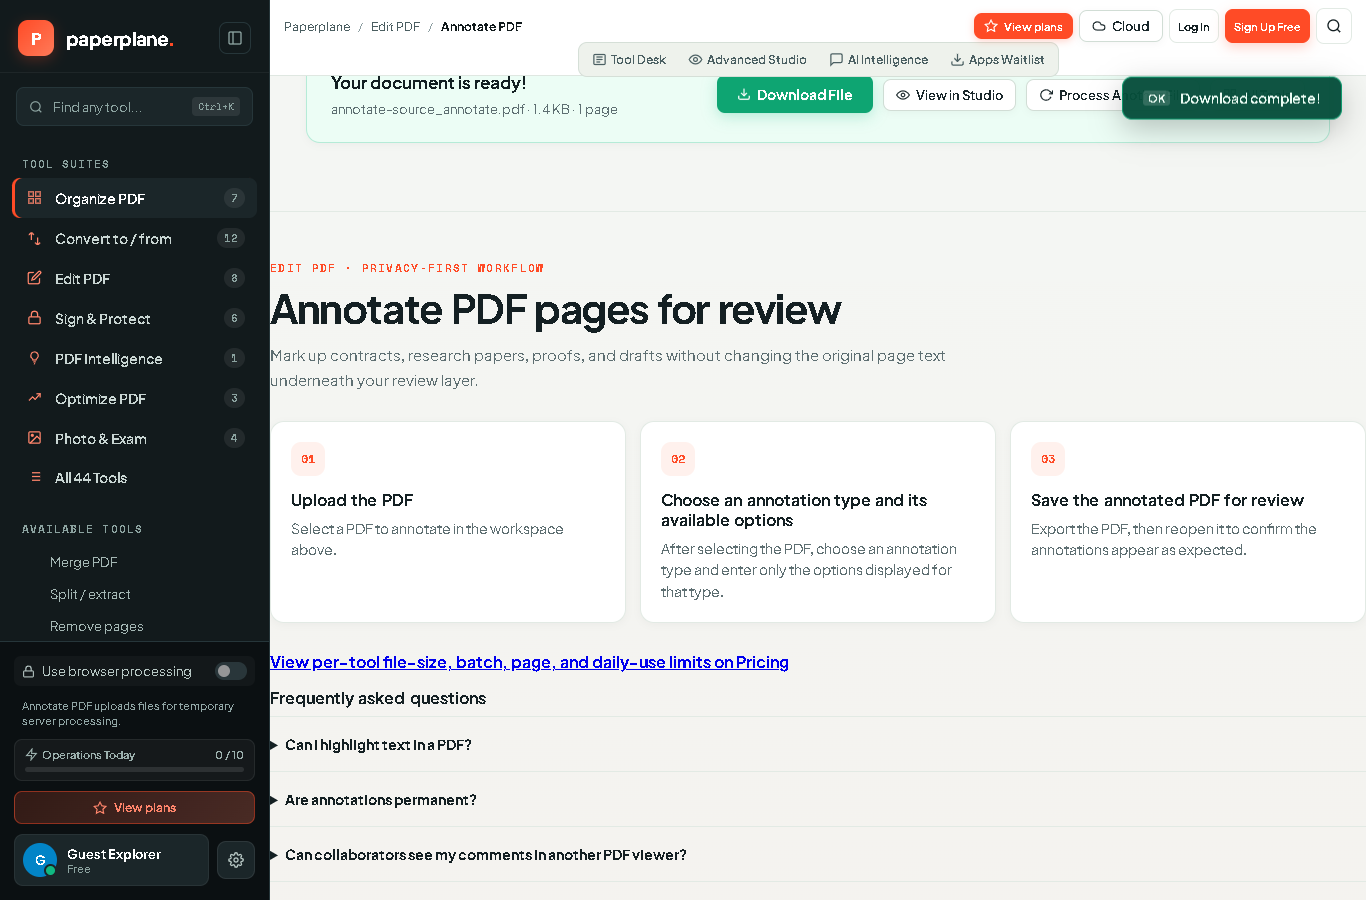 P paperplane.
Find any tool... Ctrl+K
TOOL SUITES
Organize PDF 7
Convert to / from 12
Edit PDF 8
Sign & Protect 6
PDF Intelligence 1
Optimize PDF 3
Photo & Exam 4
All 44 Tools
AVAILABLE TOOLS
Merge PDF
Split / extract
Remove pages
Use browser processing
Annotate PDF uploads files for temporary
server processing.
Operations Today 0 / 10
View plans
G Guest Explorer
Free
Paperplane / Edit PDF / Annotate PDF
View plans
Cloud
Log In
Sign Up Free
Tool Desk
Advanced Studio
AI Intelligence
Apps Waitlist
Your document is ready!
annotate-source_annotate.pdf · 1.4 KB · 1 page
Download File
View in Studio
Process A
OK Download complete!
EDIT PDF · PRIVACY-FIRST WORKFLOW
Annotate PDF pages for review
Mark up contracts, research papers, proofs, and drafts without changing the original page text
underneath your review layer.
01
Upload the PDF
Select a PDF to annotate in the workspace
above.
02
Choose an annotation type and its
available options
After selecting the PDF, choose an annotation
type and enter only the options displayed for
that type.
03
Save the annotated PDF for review
Export the PDF, then reopen it to confirm the
annotations appear as expected.
View per-tool file-size, batch, page, and daily-use limits on Pricing
Frequently asked questions
Can I highlight text in a PDF?
Are annotations permanent?
Can collaborators see my comments in another PDF viewer?